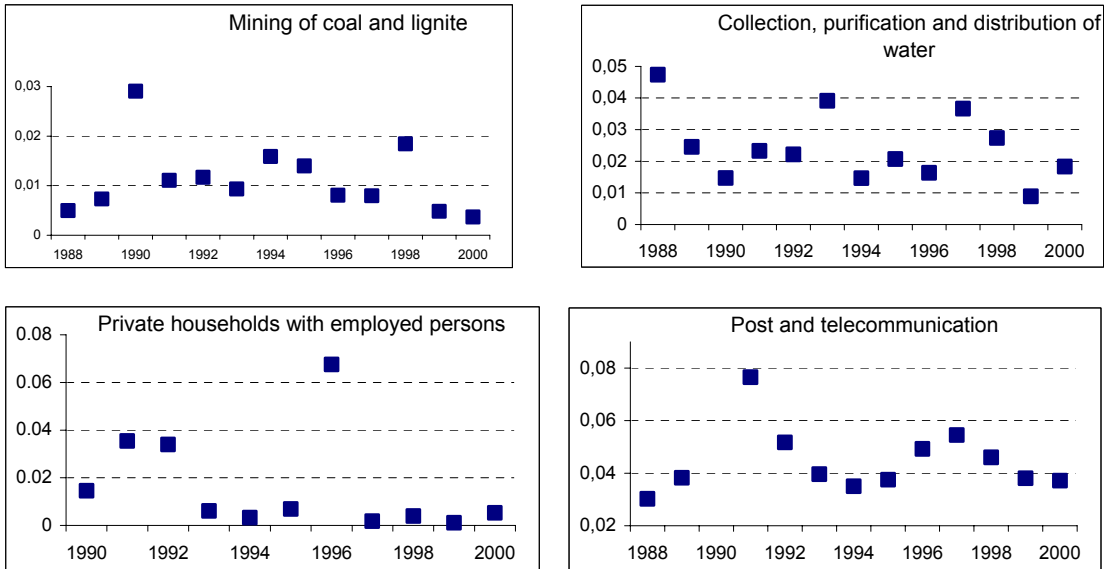 Mining of coal and lignite
0,03
0,02
0,01
0
1988 1990 1992 1994 1996 1998 2000
Collection, purification and distribution of
water
0,05
0,04
0,03
0,02
0,01
0
1988 1990 1992 1994 1996 1998 2000
Private households with employed persons
0.08
0.06
0.04
0.02
0
1990 1992 1994 1996 1998 2000
Post and telecommunication
0,08
0,06
0,04
0,02
1988 1990 1992 1994 1996 1998 2000